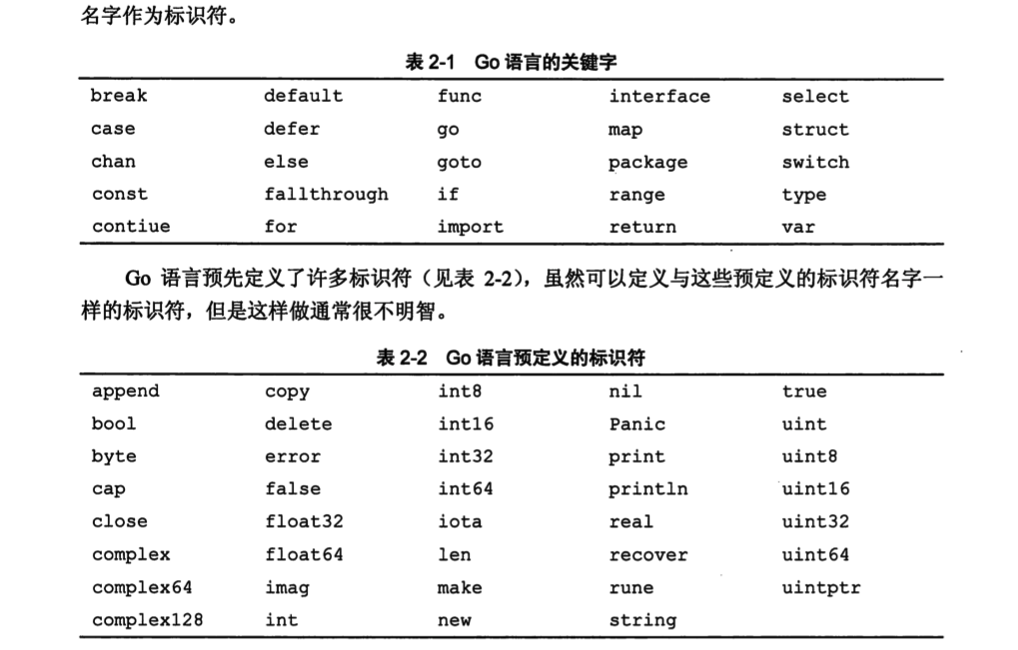 名字作为标识符。
表 2-1 Go 语言的关键字
break default func interface select
case defer go map struct
chan else goto package switch
const fallthrough if range type
contiue for import return var
Go 语言预先定义了许多标识符（见表 2-2），虽然可以定义与这些预定义的标识符名字一
样的标识符，但是这样做通常很不明智。
表 2-2 Go 语言预定义的标识符
append copy int8 nil true
bool delete int16 Panic uint
byte error int32 print uint8
cap false int64 println uint16
close float32 iota real uint32
complex float64 len recover uint64
complex64 imag make rune uintptr
complex128 int new string